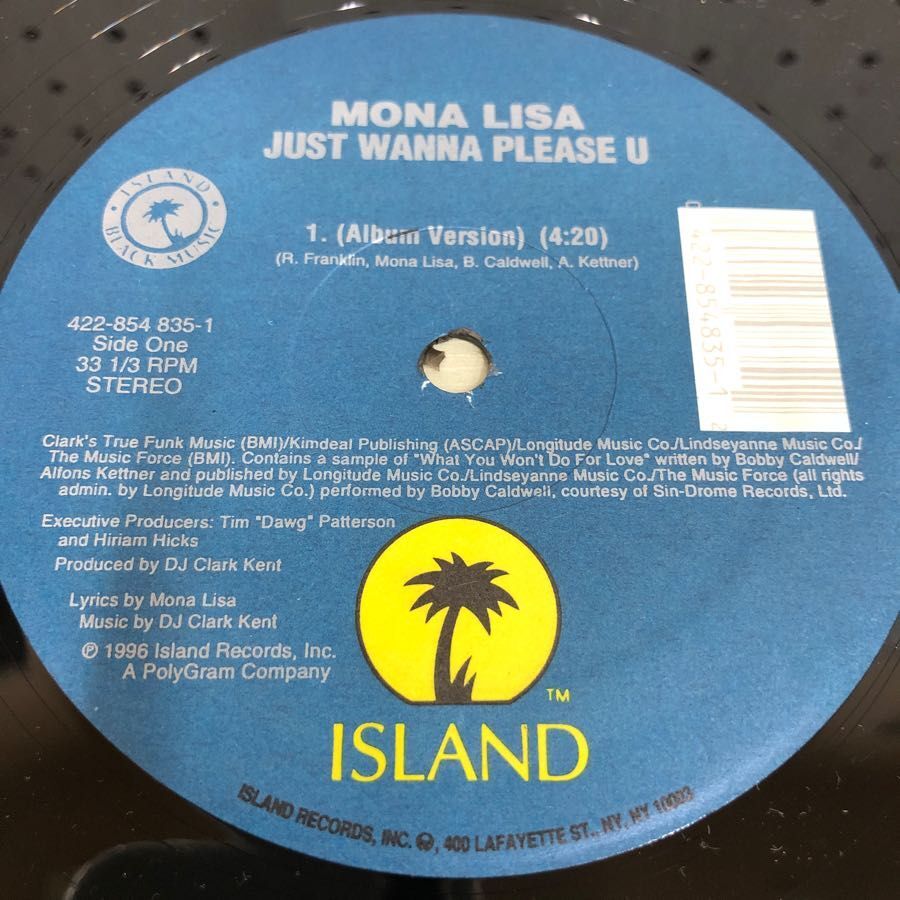 MONA LISA
JUST WANNA PLEASE U
ISLAND
BLACK MUSIC
1. (Album Version) (4:20)
(R. Franklin, Mona Lisa, B. Caldwell, A. Kettner)
422-854 835-1
Side One
33 1/3 RPM
STEREO
422-854835-1 2
Clark's True Funk Music (BMI)/Kimdeal Publishing (ASCAP)/Longitude Music Co./Lindseyanne Music Co./
The Music Force (BMI). Contains a sample of "What You Won't Do For Love" written by Bobby Caldwell/
Alfons Kettner and published by Longitude Music Co./Lindseyanne Music Co./The Music Force (all rights
admin. by Longitude Music Co.) performed by Bobby Caldwell, courtesy of Sin-Drome Records, Ltd.
Executive Producers: Tim "Dawg" Patterson
and Hiriam Hicks
Produced by DJ Clark Kent
Lyrics by Mona Lisa
Music by DJ Clark Kent
℗ 1996 Island Records, Inc.
A PolyGram Company
TM
ISLAND
ISLAND RECORDS, INC. 400 LAFAYETTE ST., NY, NY 10003